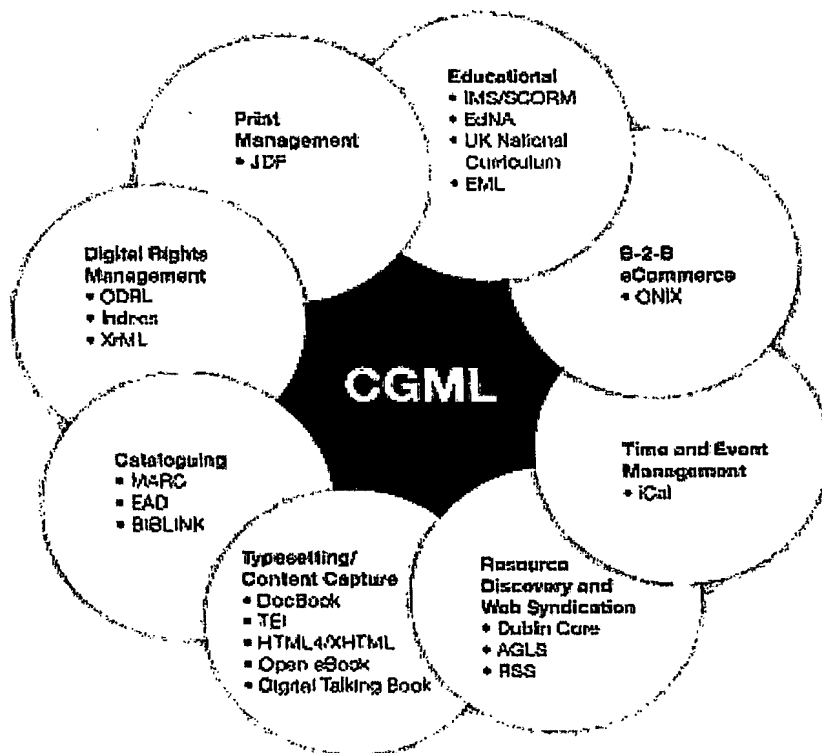 Educational
• IMS/SCORM
• EdNA
• UK National
Curriculum
• EML
Print
Management
• JDF
B-2-B
eCommerce
• ONIX
Digital Rights
Management
• ODRL
• Indecs
• XrML
CGML
Time and Event
Management
• iCal
Cataloguing
• MARC
• EAD
• BIBLINK
Typesetting/
Content Capture
• DocBook
• TEI
• HTML4/XHTML
• Open eBook
• Digital Talking Book
Resource
Discovery and
Web Syndication
• Dublin Core
• AGLS
• RSS